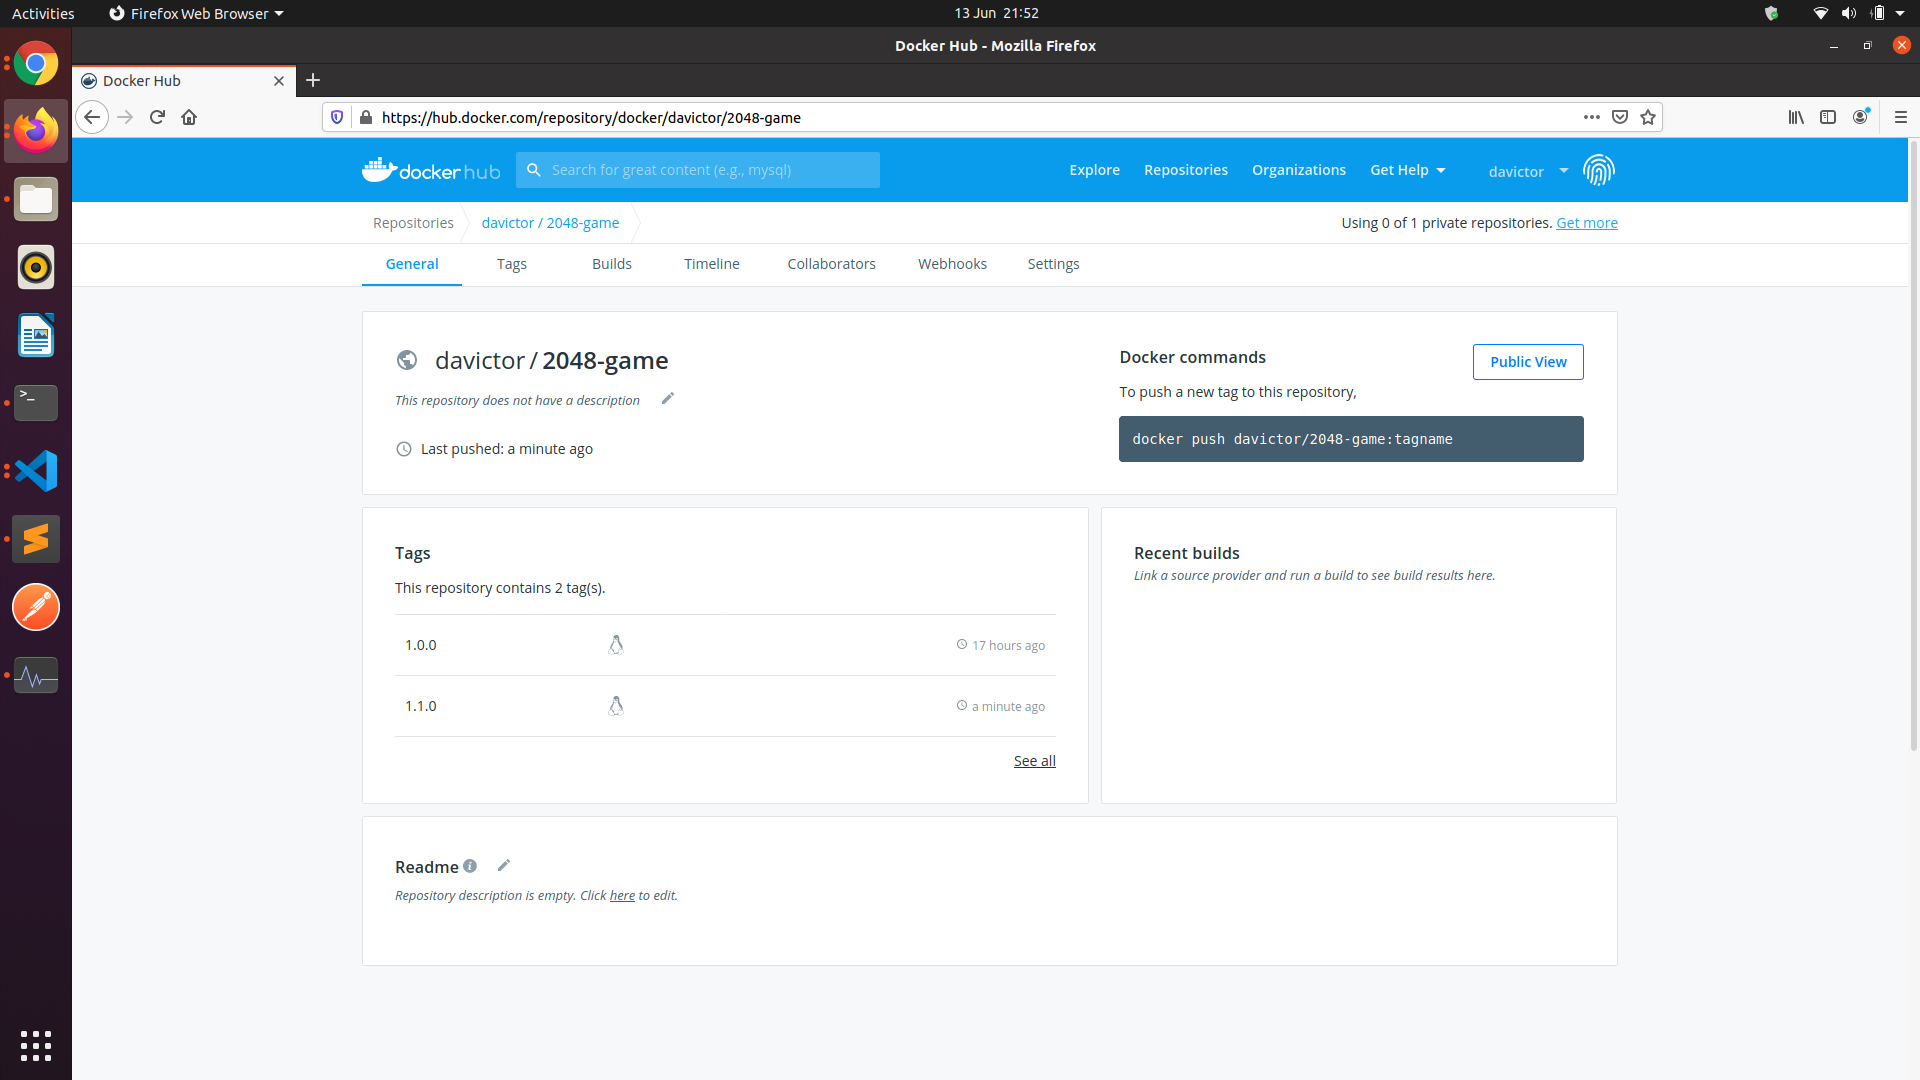 Activities
Firefox Web Browser
13 Jun 21:52
Docker Hub - Mozilla Firefox
Docker Hub
https://hub.docker.com/repository/docker/davictor/2048-game
docker hub
Search for great content (e.g., mysql)
Explore
Repositories
Organizations
Get Help
davictor
Repositories
davictor / 2048-game
Using 0 of 1 private repositories. Get more
General
Tags
Builds
Timeline
Collaborators
Webhooks
Settings
davictor / 2048-game
This repository does not have a description
Last pushed: a minute ago
Docker commands
Public View
To push a new tag to this repository,
docker push davictor/2048-game:tagname
Tags
This repository contains 2 tag(s).
1.0.0
17 hours ago
1.1.0
a minute ago
See all
Recent builds
Link a source provider and run a build to see build results here.
Readme
Repository description is empty. Click here to edit.